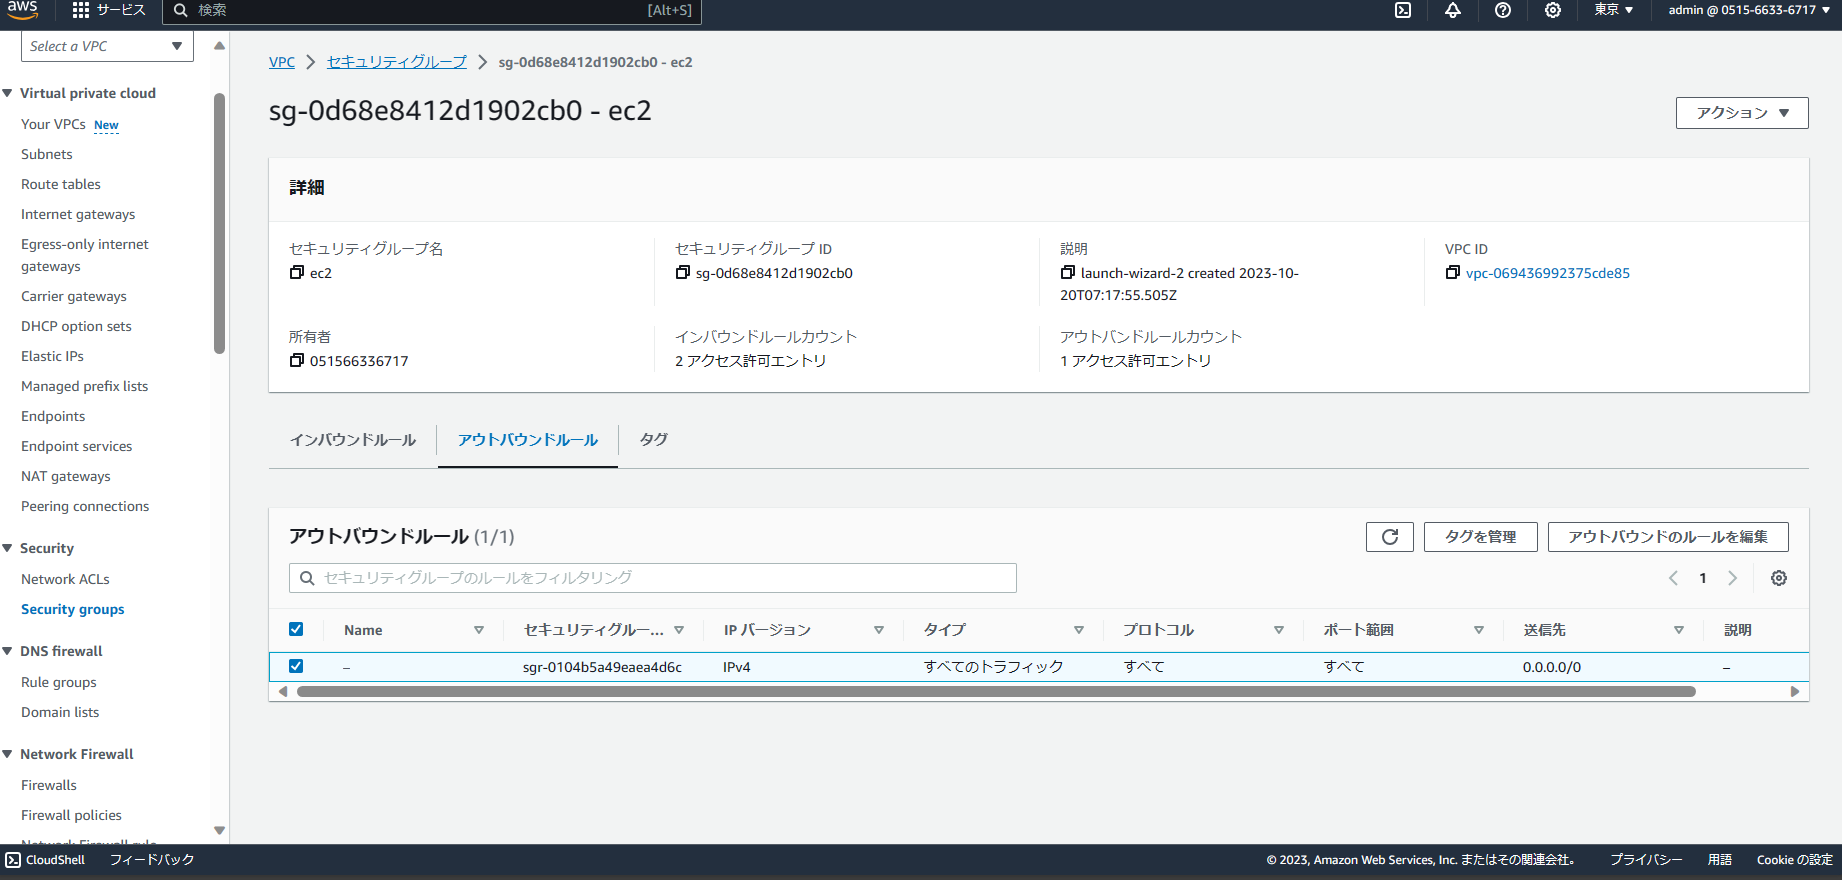 aws
サービス
検索
[Alt+S]
東京
admin @ 0515-6633-6717
Select a VPC
Virtual private cloud
Your VPCs New
Subnets
Route tables
Internet gateways
Egress-only internet
gateways
Carrier gateways
DHCP option sets
Elastic IPs
Managed prefix lists
Endpoints
Endpoint services
NAT gateways
Peering connections
Security
Network ACLs
Security groups
DNS firewall
Rule groups
Domain lists
Network Firewall
Firewalls
Firewall policies
Network Firewall rule
VPC > セキュリティグループ > sg-0d68e8412d1902cb0 - ec2
sg-0d68e8412d1902cb0 - ec2
アクション
詳細
セキュリティグループ名
ec2
セキュリティグループ ID
sg-0d68e8412d1902cb0
説明
launch-wizard-2 created 2023-10-
20T07:17:55.505Z
VPC ID
vpc-069436992375cde85
所有者
051566336717
インバウンドルールカウント
2 アクセス許可エントリ
アウトバンドルールカウント
1 アクセス許可エントリ
インバウンドルール
アウトバウンドルール
タグ
アウトバウンドルール (1/1)
タグを管理
アウトバウンドのルールを編集
セキュリティグループのルールをフィルタリング
1
Name
セキュリティグルー...
IP バージョン
タイプ
プロトコル
ポート範囲
送信先
説明
–
sgr-0104b5a49eaea4d6c
IPv4
すべてのトラフィック
すべて
すべて
0.0.0.0/0
–
CloudShell
フィードバック
© 2023, Amazon Web Services, Inc. またはその関連会社。
プライバシー
用語
Cookie の設定